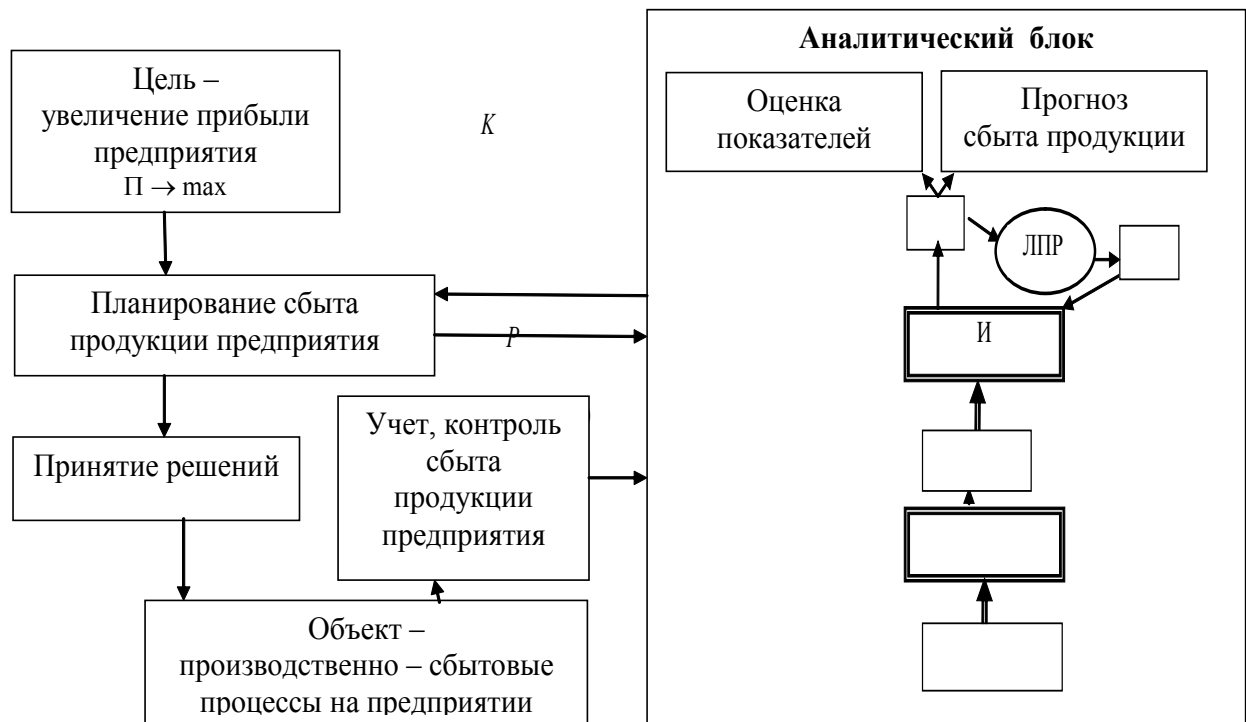 Цель –
увеличение прибыли
предприятия
П → max
K
Планирование сбыта
продукции предприятия
P
Принятие решений
Учет, контроль
сбыта
продукции
предприятия
Объект –
производственно – сбытовые
процессы на предприятии
Аналитический блок
Оценка
показателей
Прогноз
сбыта продукции
ЛПР
И